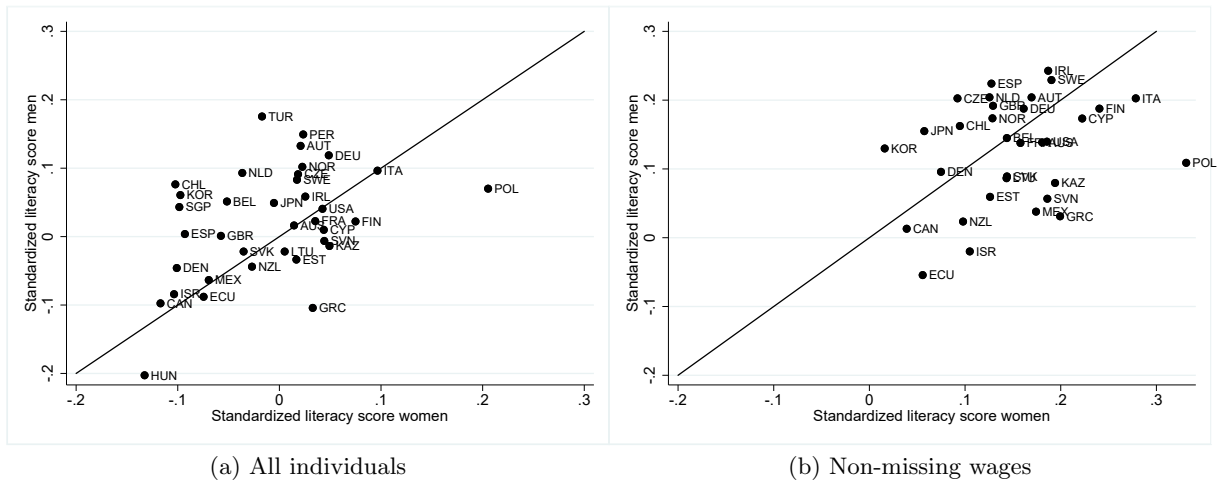 Standardized literacy score men
.3
.2
.1
0
-.1
-.2
TUR
PER
AUT
DEU
NOR
NLD
CZE
ITA
SWE
CHL
POL
KOR
IRL
BEL
JPN
SGP
USA
FRA
FIN
AUS
CYP
ESP
GBR
SVN
KAZ
SVK
LTU
EST
DEN
NZL
MEX
ISR
ECU
CAN
GRC
HUN
-.2
-.1
0
.1
.2
.3
Standardized literacy score women
(a) All individuals
Standardized literacy score men
.3
.2
.1
0
-.1
-.2
IRL
SWE
ESP
CZE
NLD
AUT
ITA
GBR
DEU
FIN
NOR
CYP
CHL
JPN
BEL
KOR
FRA
AUS
USA
POL
DEN
SVK
LTU
KAZ
EST
SVN
MEX
GRC
NZL
CAN
ISR
ECU
-.2
-.1
0
.1
.2
.3
Standardized literacy score women
(b) Non-missing wages